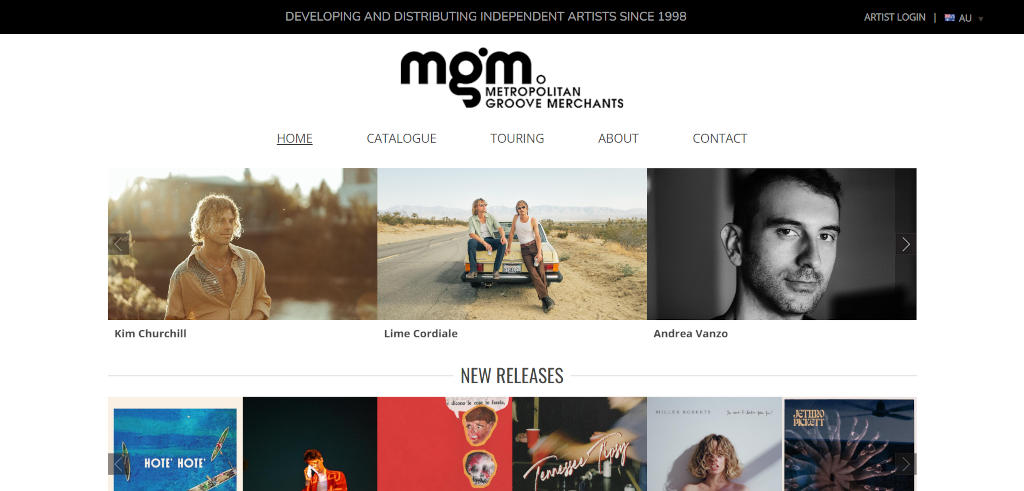 DEVELOPING AND DISTRIBUTING INDEPENDENT ARTISTS SINCE 1998
ARTIST LOGIN | AU
mgm
METROPOLITAN
GROOVE MERCHANTS
HOME CATALOGUE TOURING ABOUT CONTACT
Kim Churchill Lime Cordiale Andrea Vanzo
NEW RELEASES
MILLER ROBERTS
JETHRO
PICKETT
HOTE' HOTE'
Tennessee